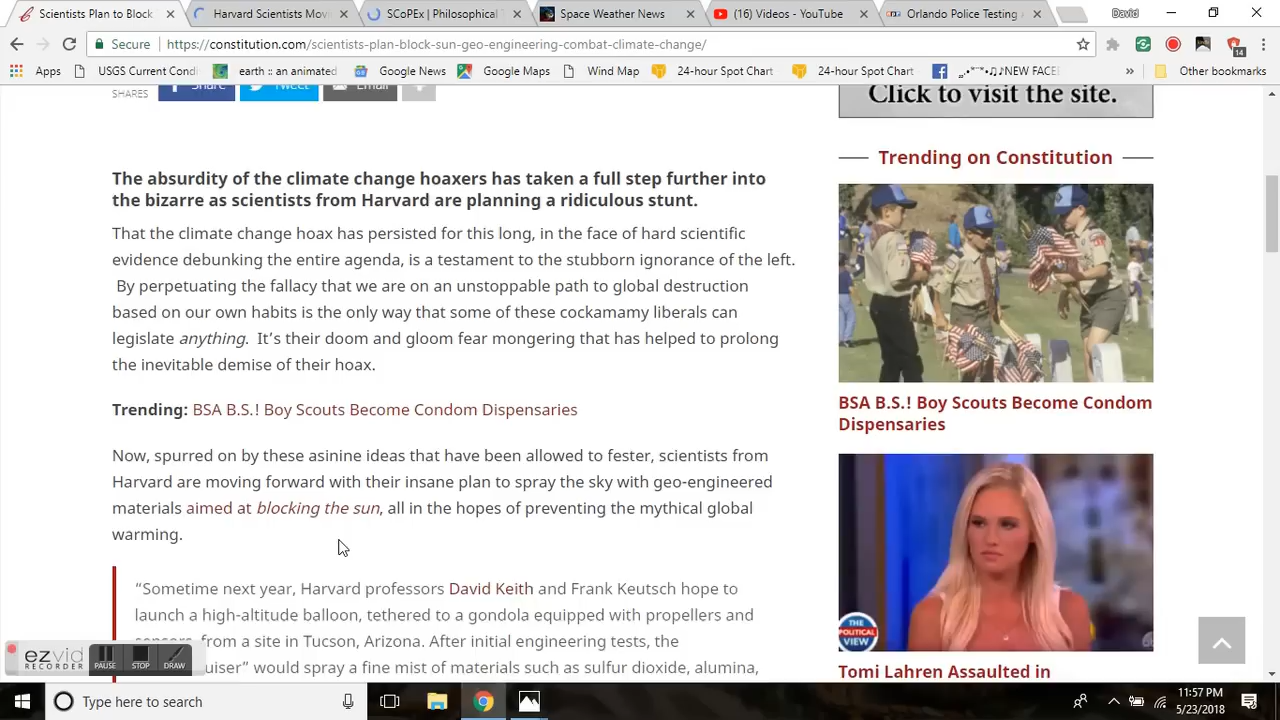 Scientists Plan to Block
Harvard Scientists Movi
SCoPEx | Philosophical T
Space Weather News
(16) Videos - YouTube
Orlando Police Testing A
David
Secure
https://constitution.com/scientists-plan-block-sun-geo-engineering-combat-climate-change/
14
Apps
USGS Current Condi
earth :: an animated
Google News
Google Maps
Wind Map
24-hour Spot Chart
24-hour Spot Chart
NEW FACE
»
Other bookmarks
SHARES
Share
Tweet
Email
Click to visit the site.
The absurdity of the climate change hoaxers has taken a full step further into
the bizarre as scientists from Harvard are planning a ridiculous stunt.
That the climate change hoax has persisted for this long, in the face of hard scientific
evidence debunking the entire agenda, is a testament to the stubborn ignorance of the left.
By perpetuating the fallacy that we are on an unstoppable path to global destruction
based on our own habits is the only way that some of these cockamamy liberals can
legislate anything.  It's their doom and gloom fear mongering that has helped to prolong
the inevitable demise of their hoax.
Trending: BSA B.S.! Boy Scouts Become Condom Dispensaries
Now, spurred on by these asinine ideas that have been allowed to fester, scientists from
Harvard are moving forward with their insane plan to spray the sky with geo-engineered
materials aimed at blocking the sun, all in the hopes of preventing the mythical global
warming.
“Sometime next year, Harvard professors David Keith and Frank Keutsch hope to
launch a high-altitude balloon, tethered to a gondola equipped with propellers and
from a site in Tucson, Arizona. After initial engineering tests, the
uiser” would spray a fine mist of materials such as sulfur dioxide, alumina,
Trending on Constitution
BSA B.S.! Boy Scouts Become Condom
Dispensaries
THE
POLITICAL
VIEW
Tomi Lahren Assaulted in
ezvid
RECORDER
PAUSE
STOP
DRAW
Type here to search
11:57 PM
5/23/2018